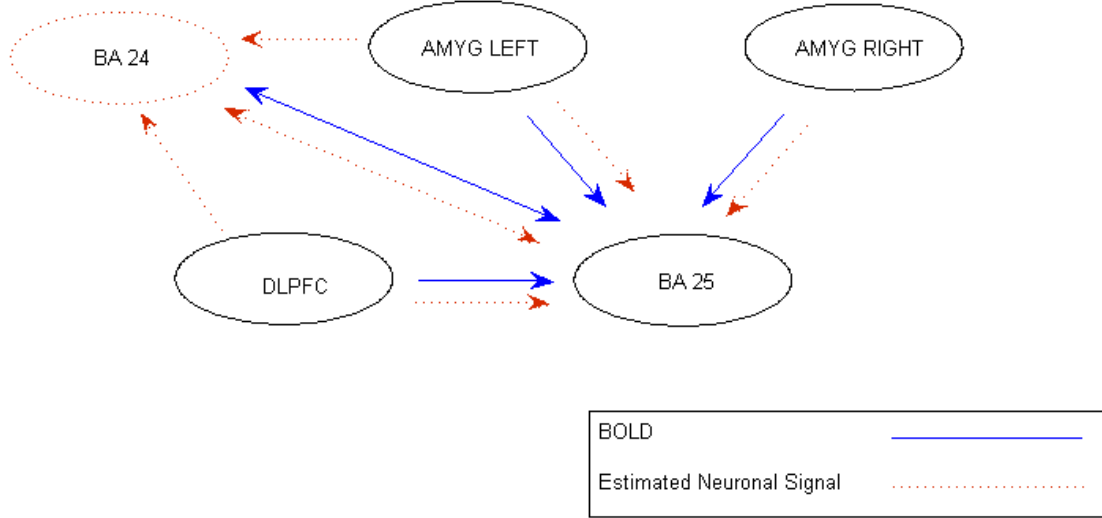 AMYG LEFT
AMYG RIGHT
BA 24
DLPFC
BA 25
BOLD
Estimated Neuronal Signal